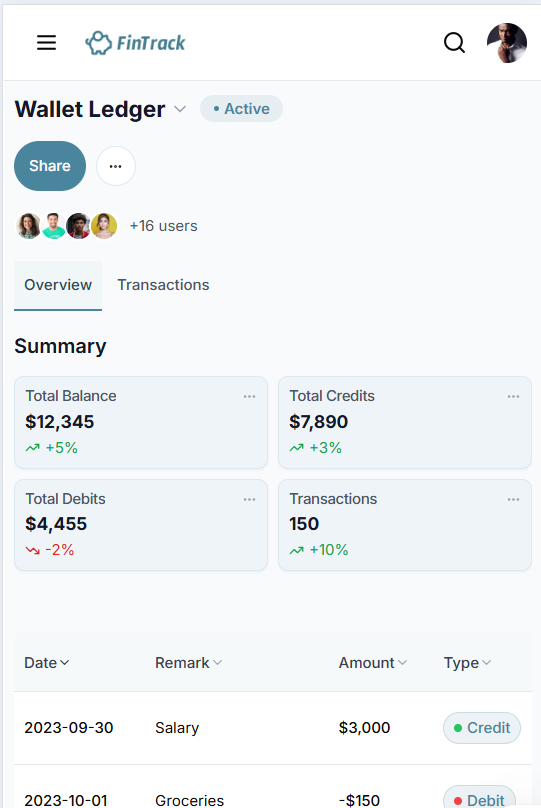 FinTrack
Wallet Ledger
• Active
Share
+16 users
Overview Transactions
Summary
Total Balance
$12,345
+5%
Total Credits
$7,890
+3%
Total Debits
$4,455
-2%
Transactions
150
+10%
Date Remark Amount Type
2023-09-30 Salary $3,000 Credit
2023-10-01 Groceries -$150 Debit